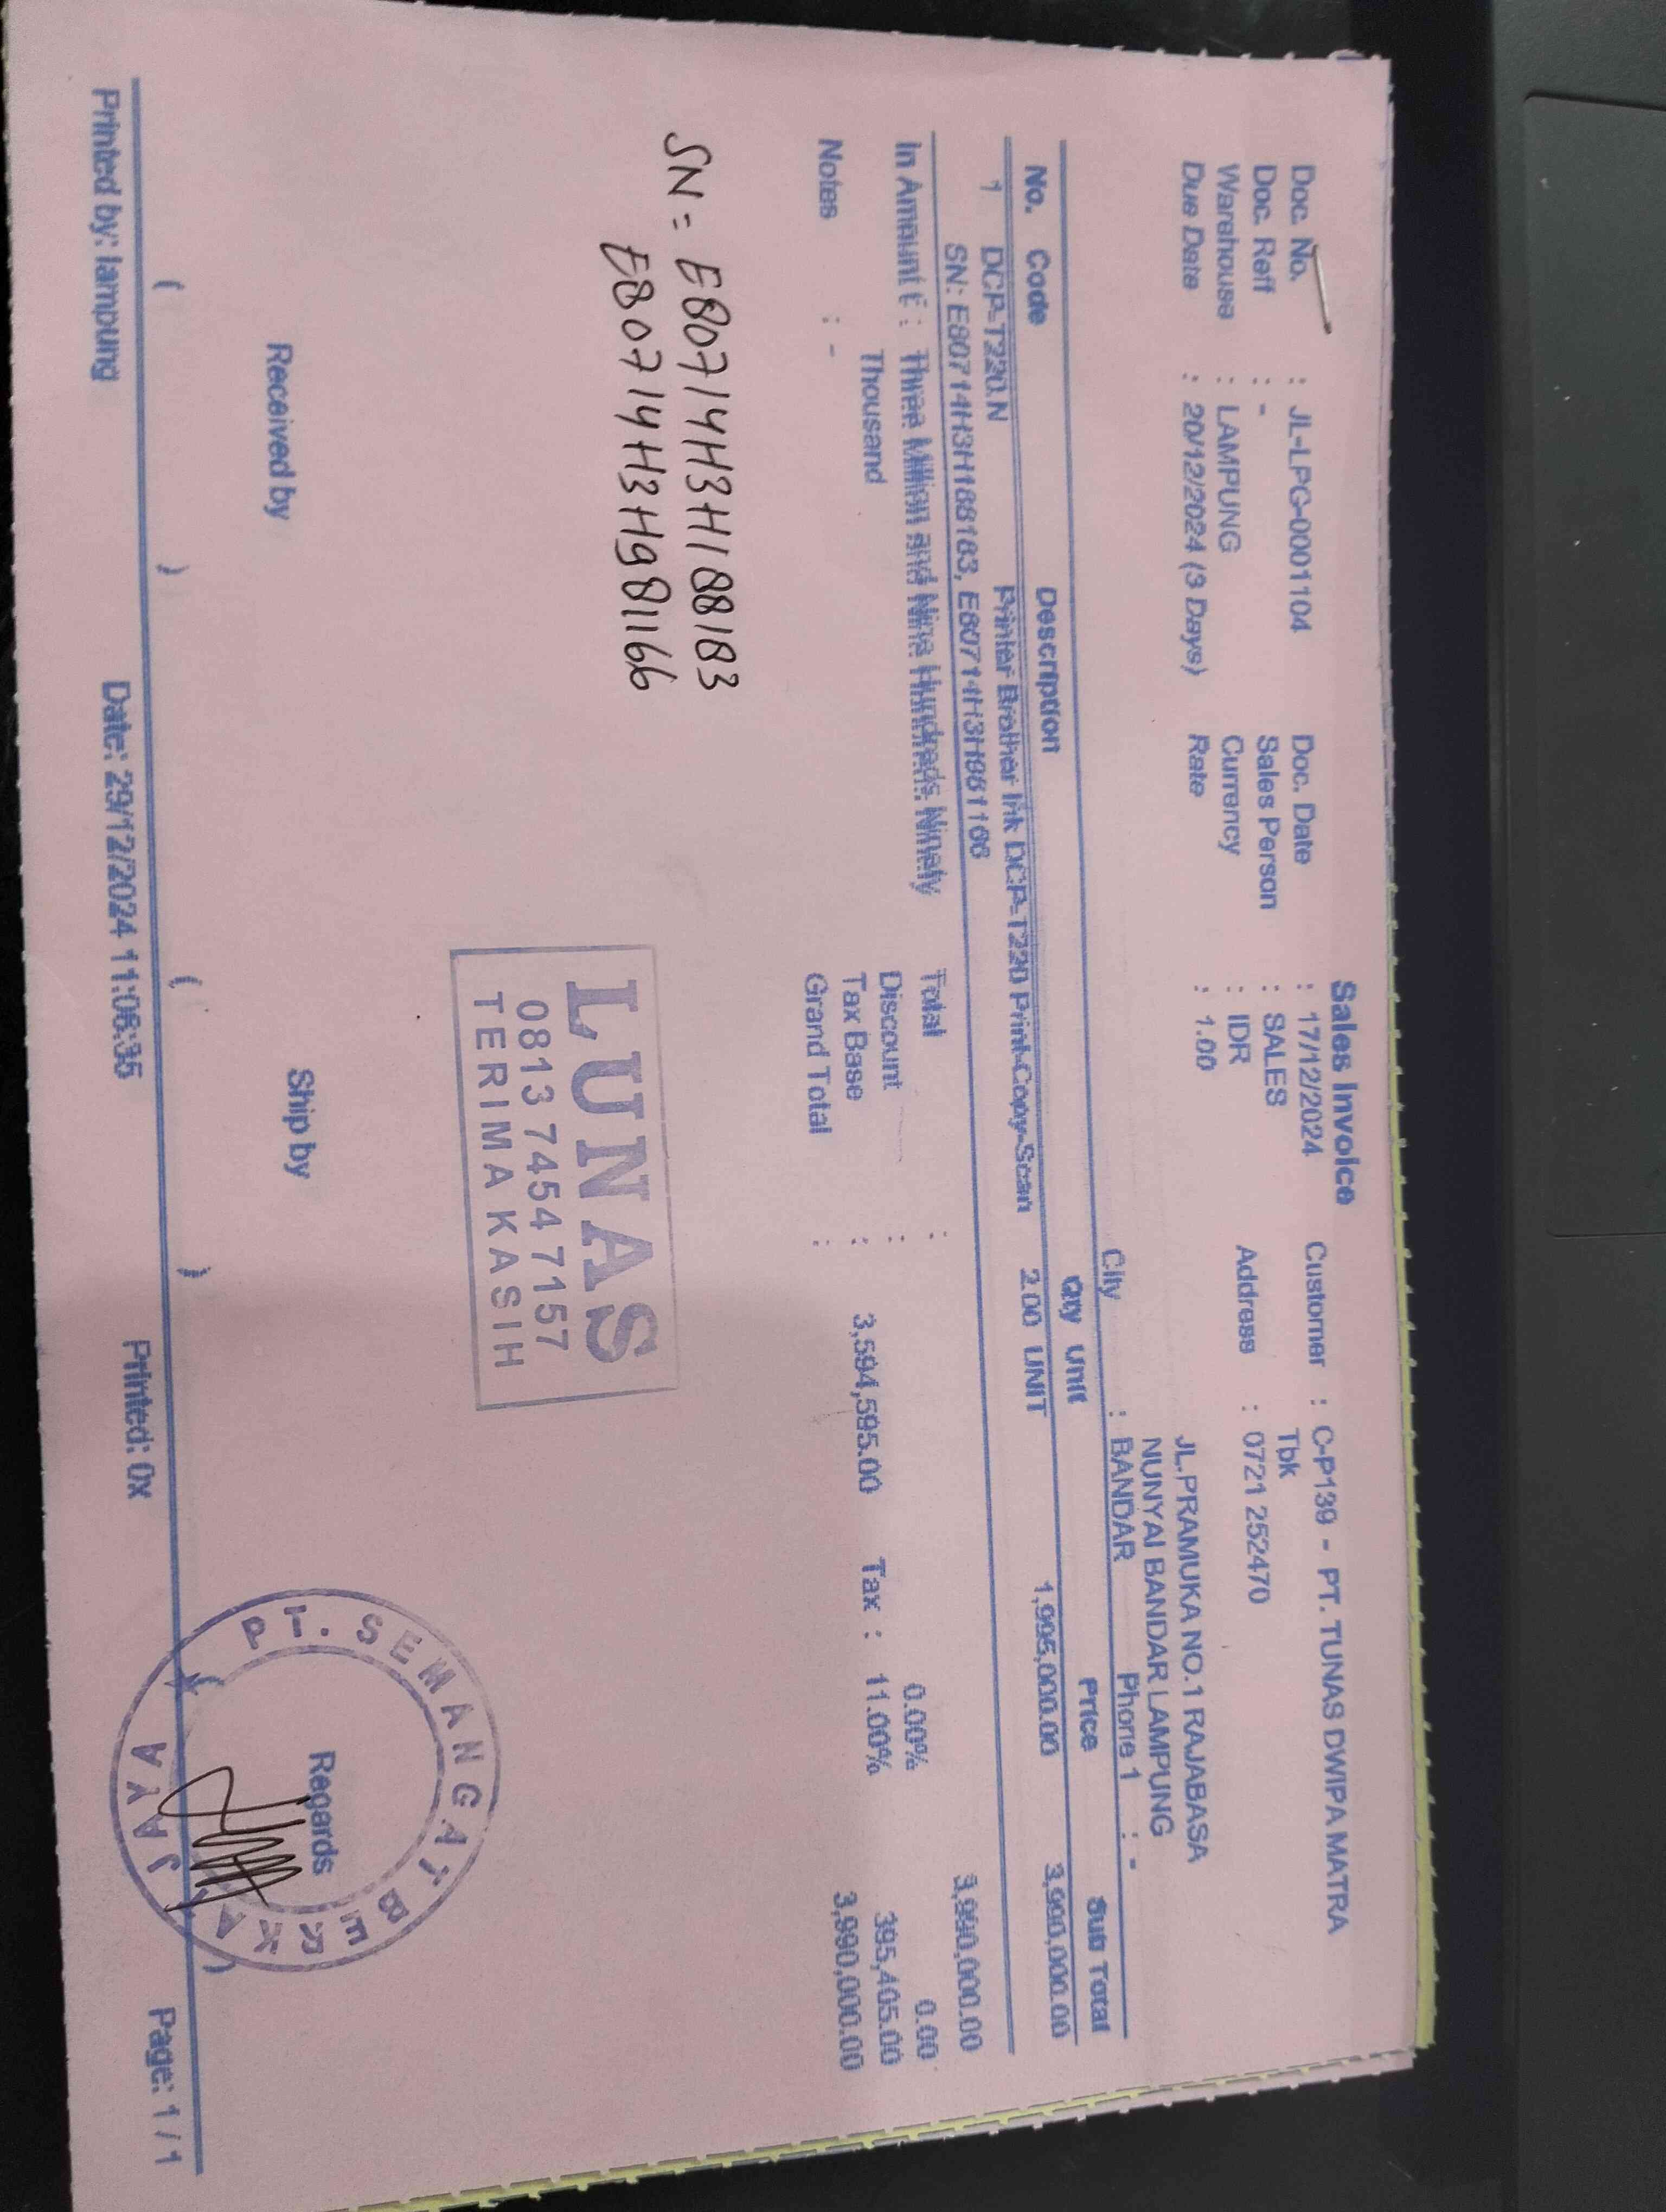 Sales Invoice
Doc. No. : JL-LPG-0001104 Doc. Date : 17/12/2024 Customer : C-P139 - PT. TUNAS DWIPA MATRA
Doc. Reff : - Sales Person : SALES Tbk
Warehouse : LAMPUNG Currency : IDR Address : 0721 252470
Due Date : 20/12/2024 (3 Days) Rate : 1.00 JL.PRAMUKA NO.1 RAJABASA
NUNYAI BANDAR LAMPUNG
City : BANDAR Phone 1 : -
No. Code Description Qty Unit Price Sub Total
1 DCP-T220.N Printer Brother Ink DCP-T220 Print-Copy-Scan 2.00 UNIT 1,995,000.00 3,990,000.00
SN: E80714H3H188183, E80714H3H981166
In Amount : Three Million and Nine Hundreds Ninety Total : 3,990,000.00
Thousand Discount : 0.00% 0.00
Tax Base : 3,594,595.00 Tax : 11.00% 395,405.00
Notes : - Grand Total : 3,990,000.00
SN = E80714H3H188183
E80714H3H981166
LUNAS
0813 7454 7157
TERIMA KASIH
Received by Ship by Regards
PT. SEMANGAT BERKA JAYA
( ) ( ) ( )
Printed by: lampung Date: 29/12/2024 11:06:35 Printed: 0x Page: 1 / 1